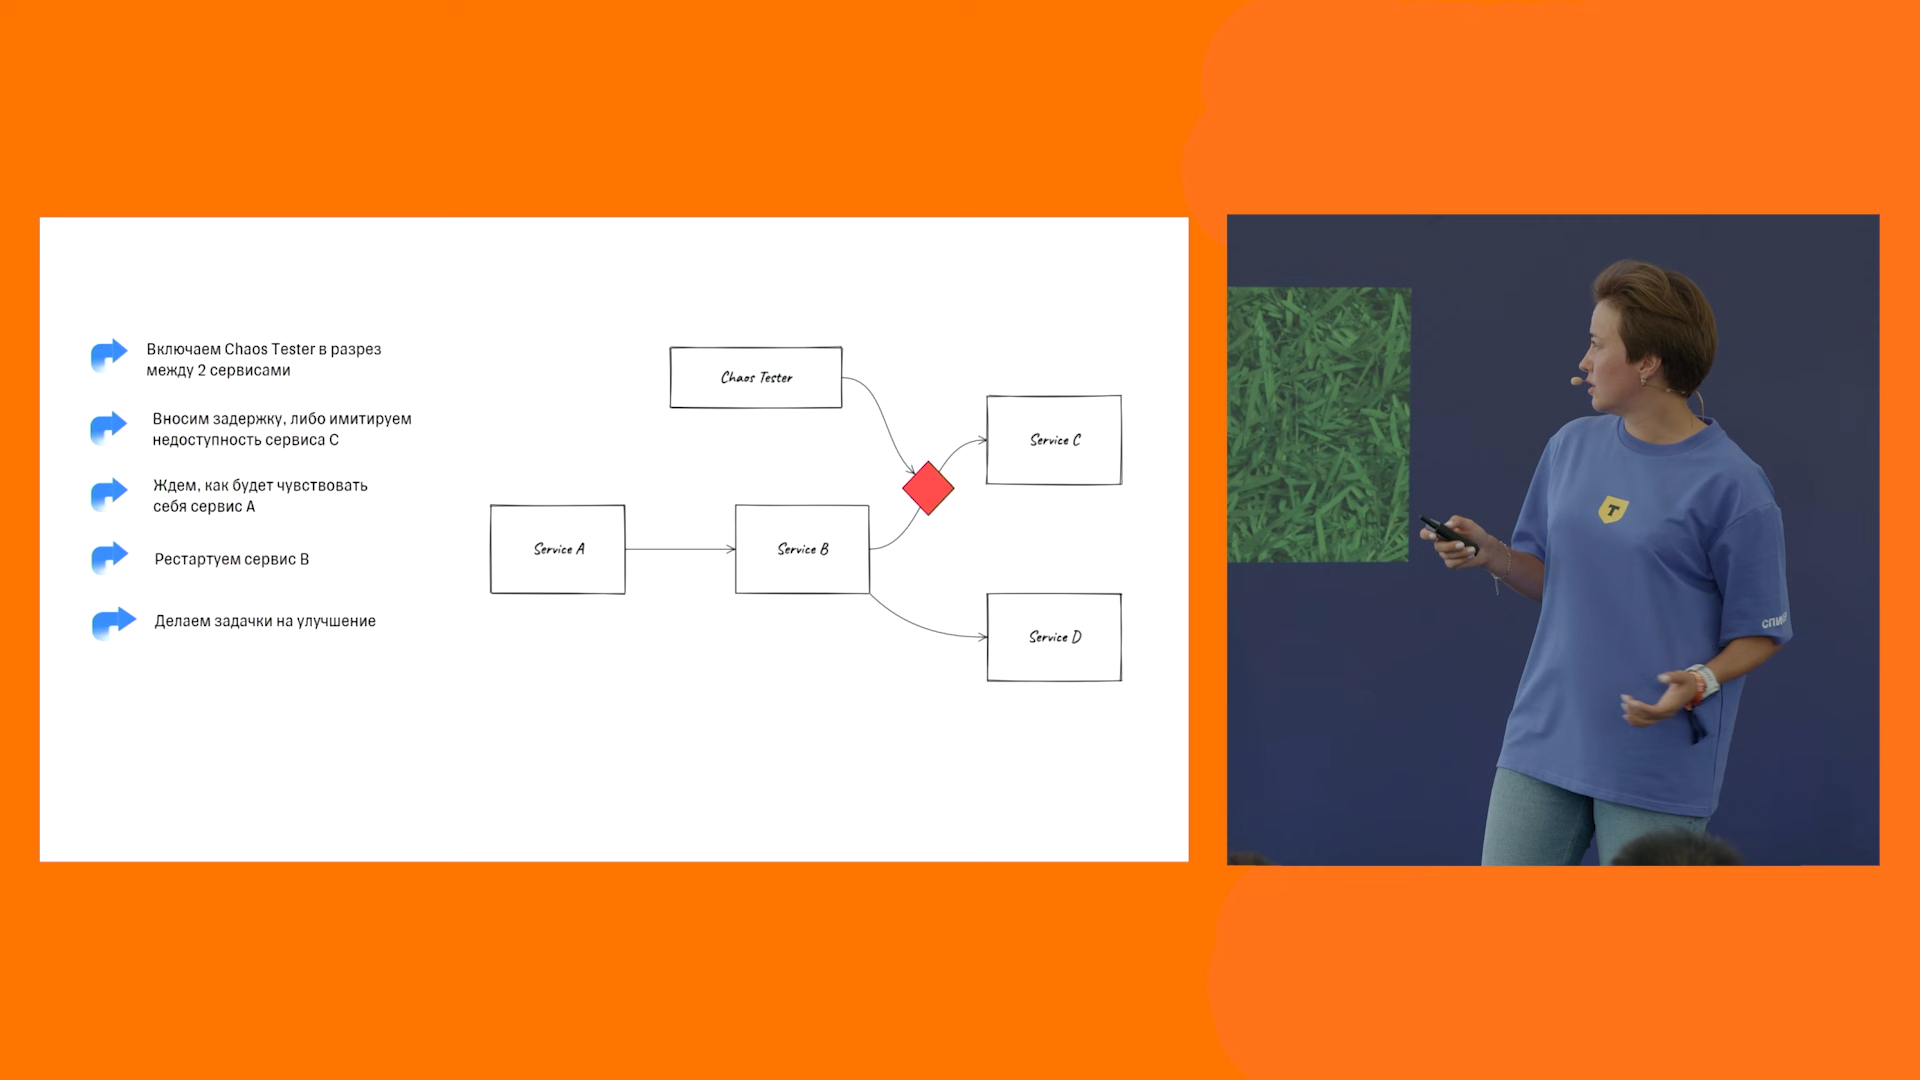 Включаем Chaos Tester в разрез
между 2 сервисами
Вносим задержку, либо имитируем
недоступность сервиса С
Ждем, как будет чувствовать
себя сервис А
Рестартуем сервис В
Делаем задачки на улучшение
Chaos Tester
Service C
Service A
Service B
Service D
Т